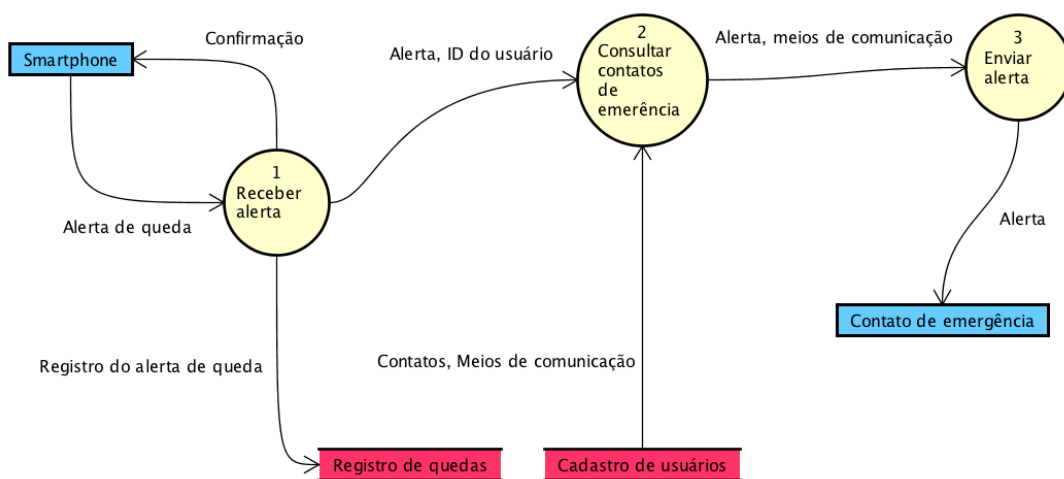 Smartphone
Confirmação
Alerta, ID do usuário
2
Consultar
contatos
de
emerência
Alerta, meios de comunicação
3
Enviar
alerta
1
Receber
alerta
Alerta de queda
Alerta
Contato de emergência
Registro do alerta de queda
Contatos, Meios de comunicação
Registro de quedas
Cadastro de usuários